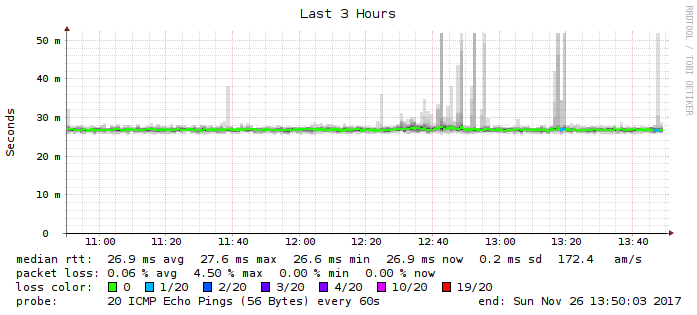 Last 3 Hours
RRDTOOL / TOBI OETIKER
Seconds
50 m
40 m
30 m
20 m
10 m
0
11:00 11:20 11:40 12:00 12:20 12:40 13:00 13:20 13:40
median rtt: 26.9 ms avg 27.6 ms max 26.6 ms min 26.9 ms now 0.2 ms sd 172.4 am/s
packet loss: 0.06 % avg 4.50 % max 0.00 % min 0.00 % now
loss color: 0 1/20 2/20 3/20 4/20 10/20 19/20
probe: 20 ICMP Echo Pings (56 Bytes) every 60s end: Sun Nov 26 13:50:03 2017